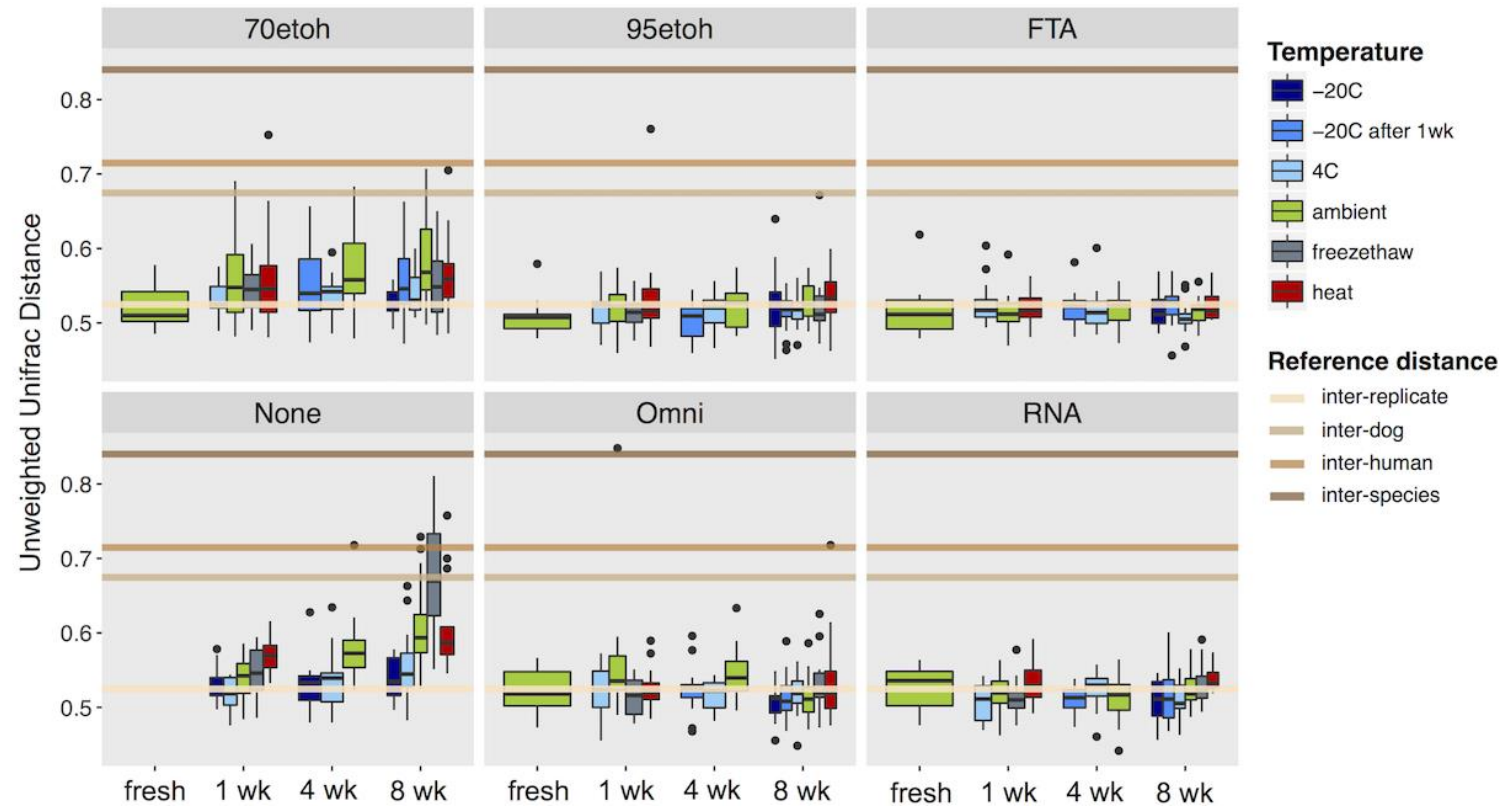 70etoh
95etoh
FTA
0.8
0.7
0.6
0.5
None
Omni
RNA
0.8
0.7
0.6
0.5
Unweighted Unifrac Distance
fresh 1 wk 4 wk 8 wk
fresh 1 wk 4 wk 8 wk
fresh 1 wk 4 wk 8 wk
Temperature
−20C
−20C after 1wk
4C
ambient
freezethaw
heat
Reference distance
inter-replicate
inter-dog
inter-human
inter-species